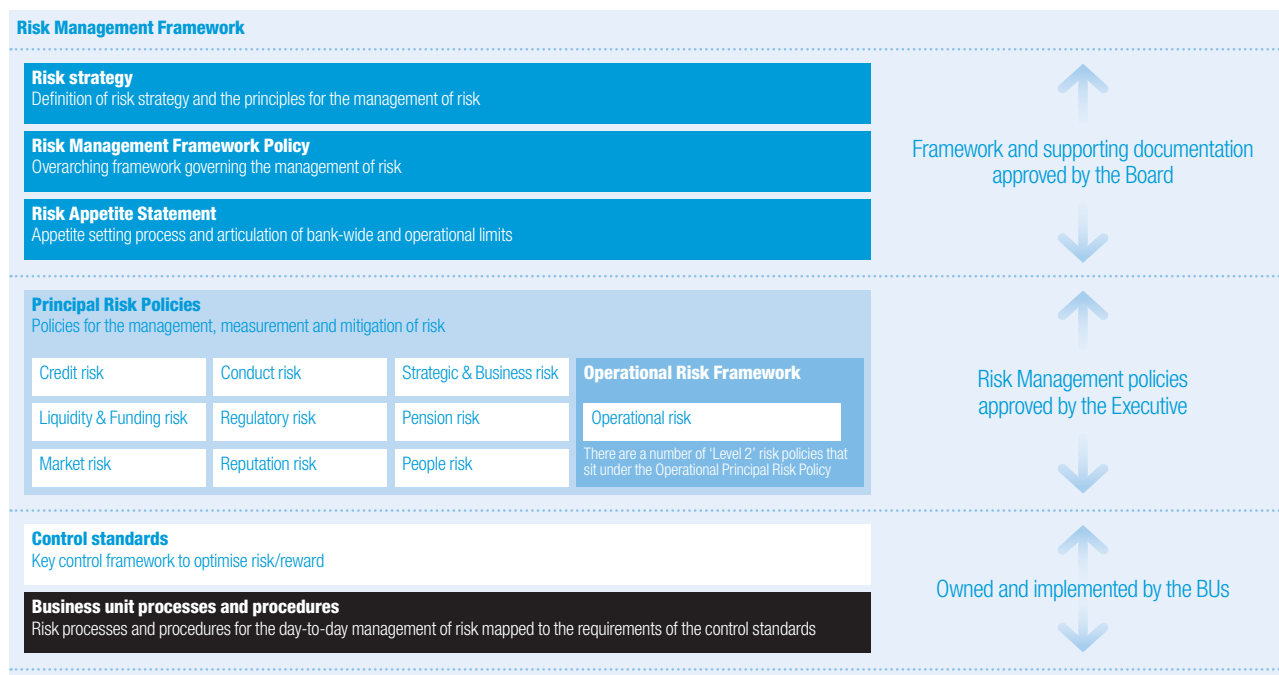 Risk Management Framework
Risk strategy
Definition of risk strategy and the principles for the management of risk
Risk Management Framework Policy
Overarching framework governing the management of risk
Risk Appetite Statement
Appetite setting process and articulation of bank-wide and operational limits
Framework and supporting documentation
approved by the Board
Principal Risk Policies
Policies for the management, measurement and mitigation of risk
Credit risk
Conduct risk
Strategic & Business risk
Operational Risk Framework
Liquidity & Funding risk
Regulatory risk
Pension risk
Operational risk
Market risk
Reputation risk
People risk
There are a number of ‘Level 2’ risk policies that
sit under the Operational Principal Risk Policy
Risk Management policies
approved by the Executive
Control standards
Key control framework to optimise risk/reward
Business unit processes and procedures
Risk processes and procedures for the day-to-day management of risk mapped to the requirements of the control standards
Owned and implemented by the BUs